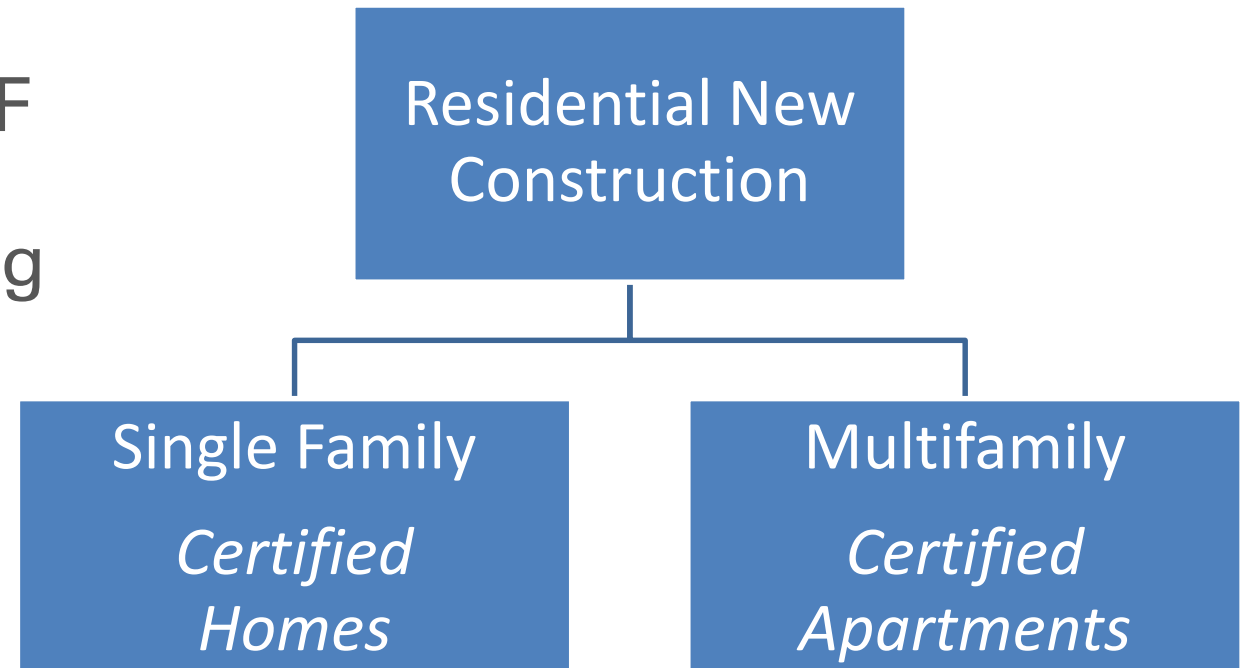 F
g
Residential New
Construction
Single Family
Certified
Homes
Multifamily
Certified
Apartments